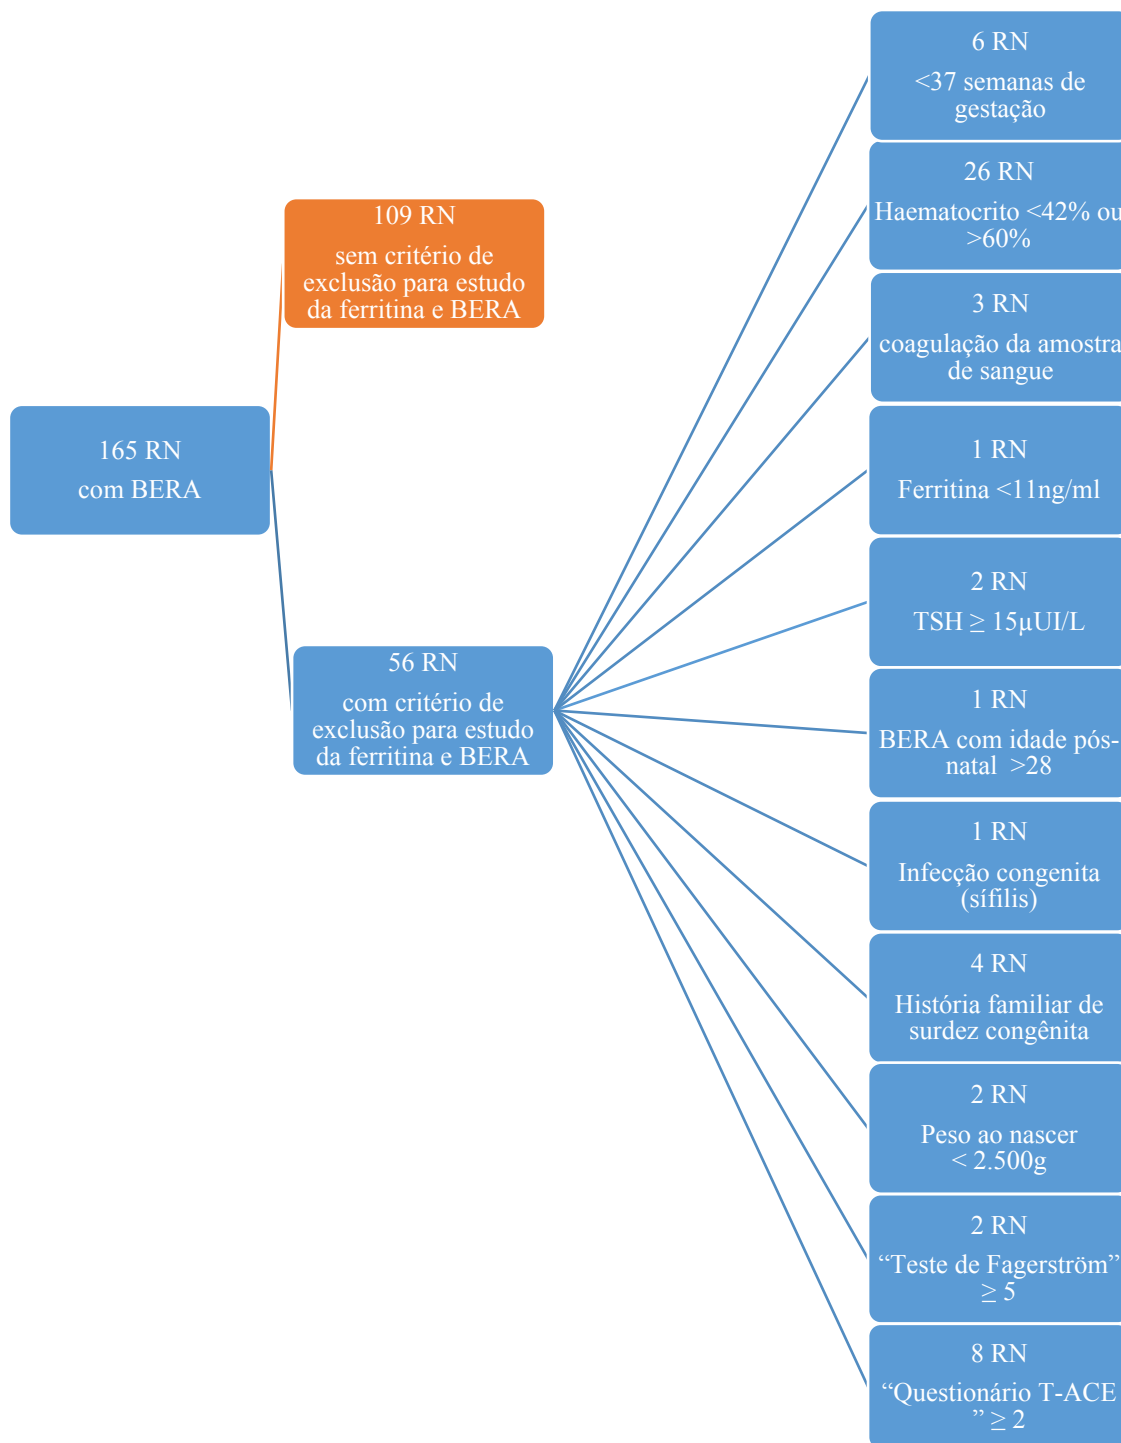 165 RN
com BERA
109 RN
sem critério de
exclusão para estudo
da ferritina e BERA
56 RN
com critério de
exclusão para estudo
da ferritina e BERA
6 RN
<37 semanas de
gestação
26 RN
Haematocrito <42% ou
>60%
3 RN
coagulação da amostra
de sangue
1 RN
Ferritina <11ng/ml
2 RN
TSH ≥ 15µUI/L
1 RN
BERA com idade pós-
natal >28
1 RN
Infecção congenita
(sífilis)
4 RN
História familiar de
surdez congênita
2 RN
Peso ao nascer
< 2.500g
2 RN
“Teste de Fagerström”
≥ 5
8 RN
“Questionário T-ACE
” ≥ 2